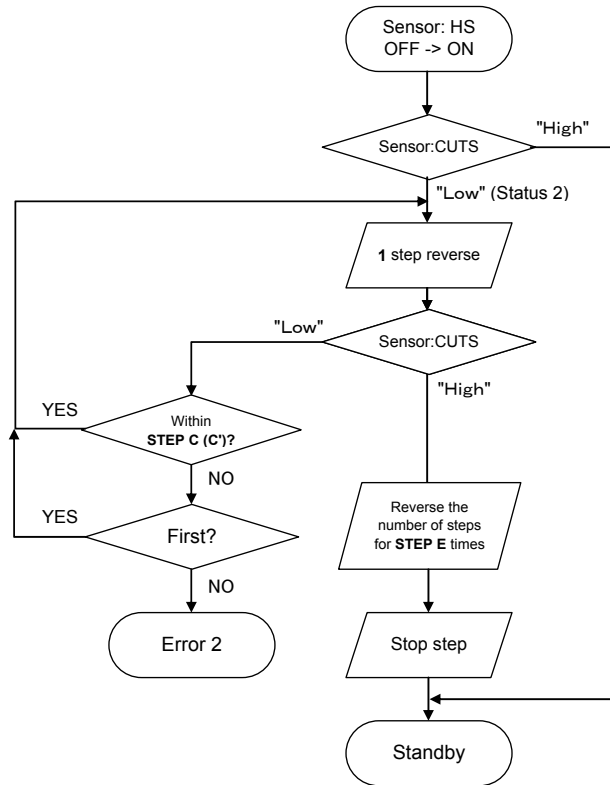 Sensor: HS
OFF -> ON
"High"
Sensor:CUTS
"Low" (Status 2)
1 step reverse
"Low"
Sensor:CUTS
"High"
YES
Within
STEP C (C')?
NO
YES
First?
Reverse the
number of steps
for STEP E times
NO
Error 2
Stop step
Standby